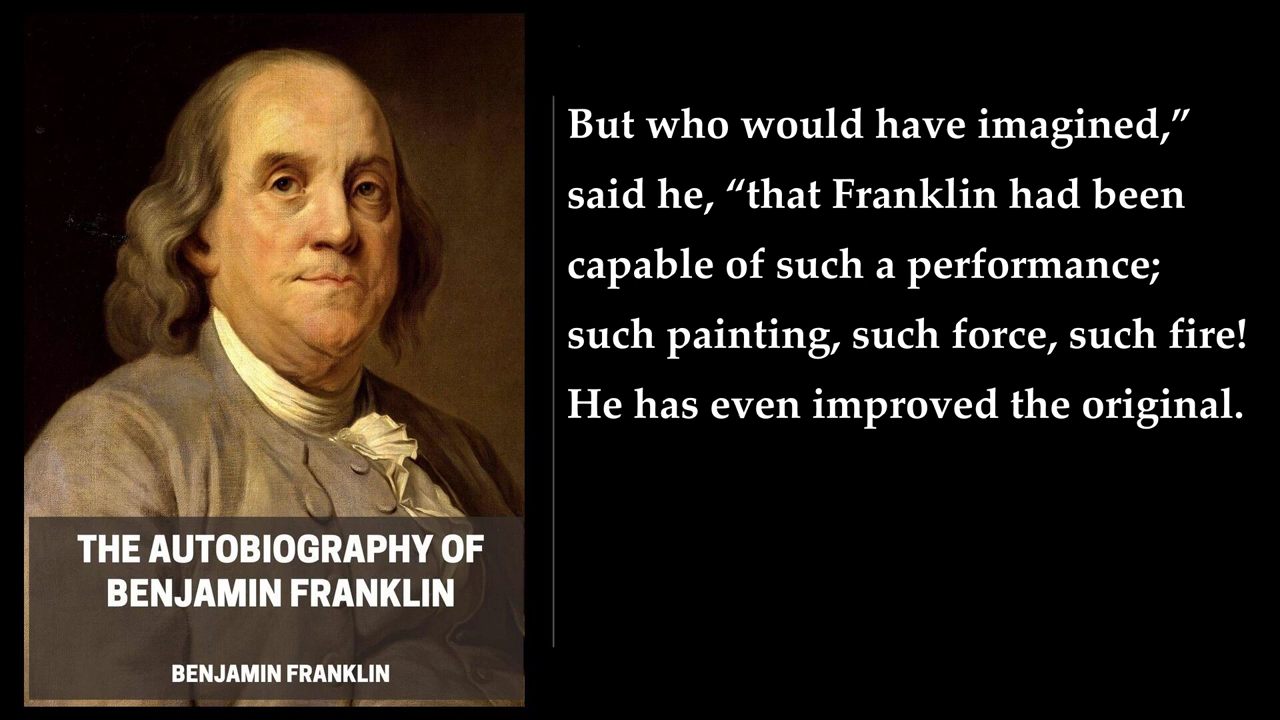 THE AUTOBIOGRAPHY OF
BENJAMIN FRANKLIN
BENJAMIN FRANKLIN
But who would have imagined,”
said he, “that Franklin had been
capable of such a performance;
such painting, such force, such fire!
He has even improved the original.